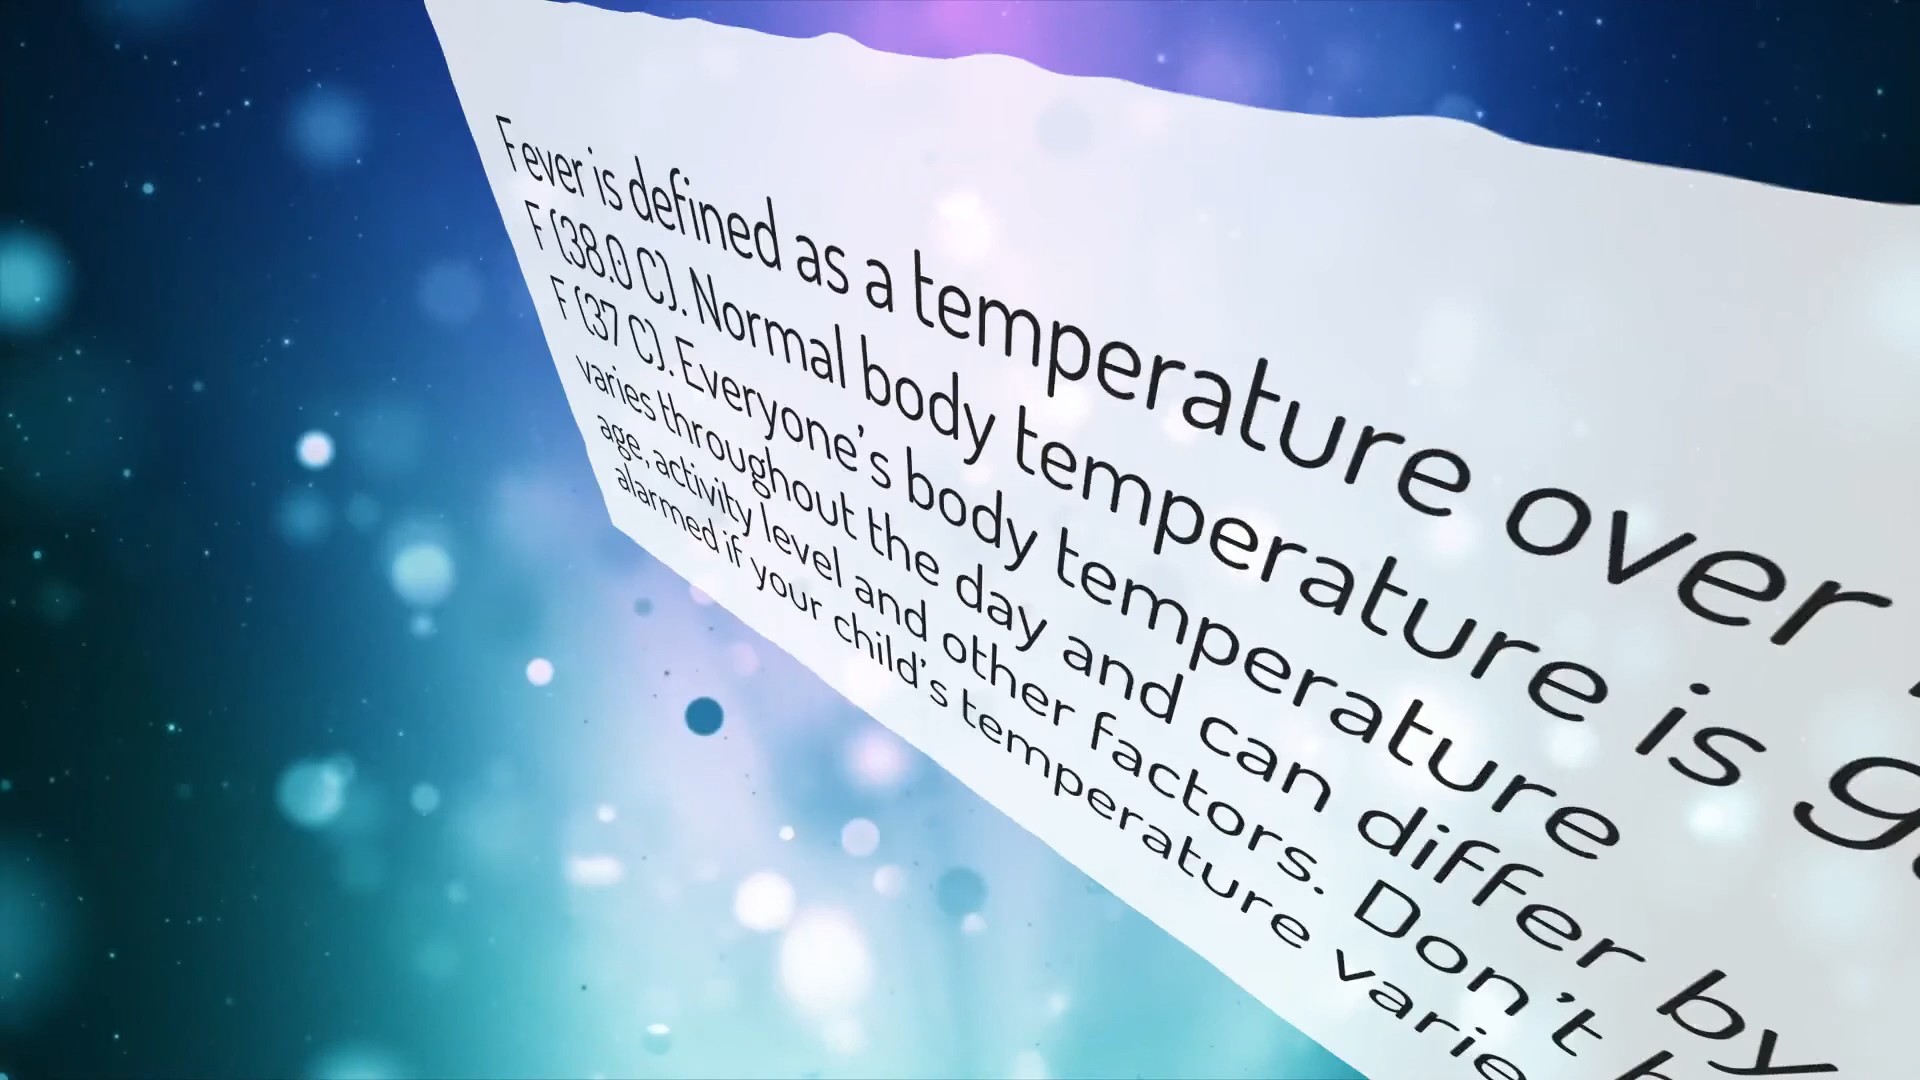 Fever is defined as a temperature over
F (38.0 C). Normal body temperature is
F (37 C). Everyone's body temperature
varies throughout the day and can differ by
age, activity level and other factors. Don't
alarmed if your child's temperature